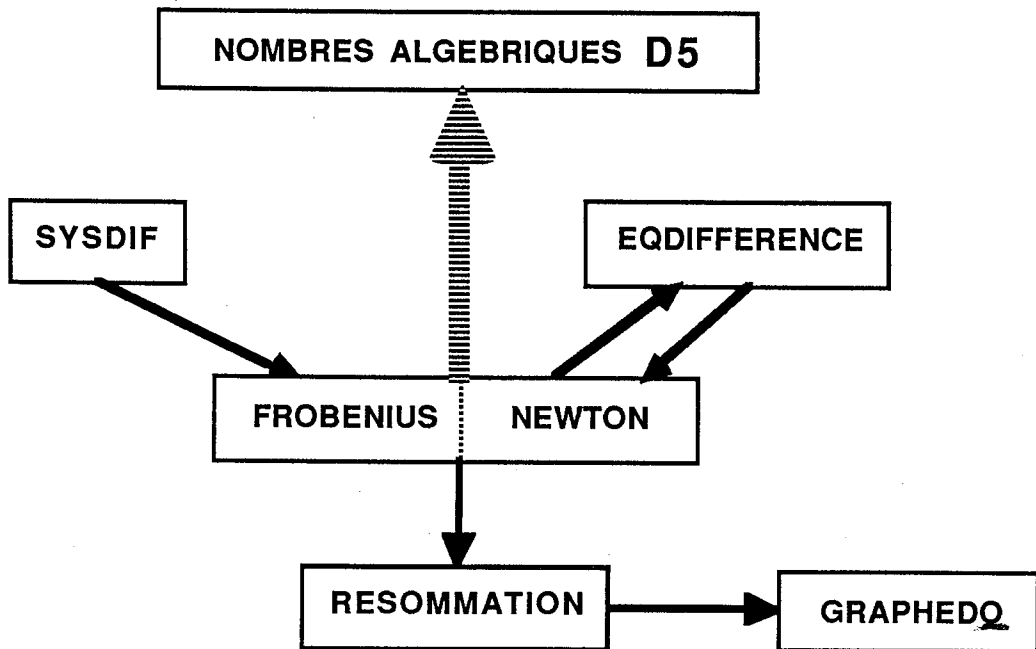 NOMBRES ALGEBRIQUES D5
SYSDIF
EQDIFFERENCE
FROBENIUS NEWTON
RESOMMATION
GRAPHEDO